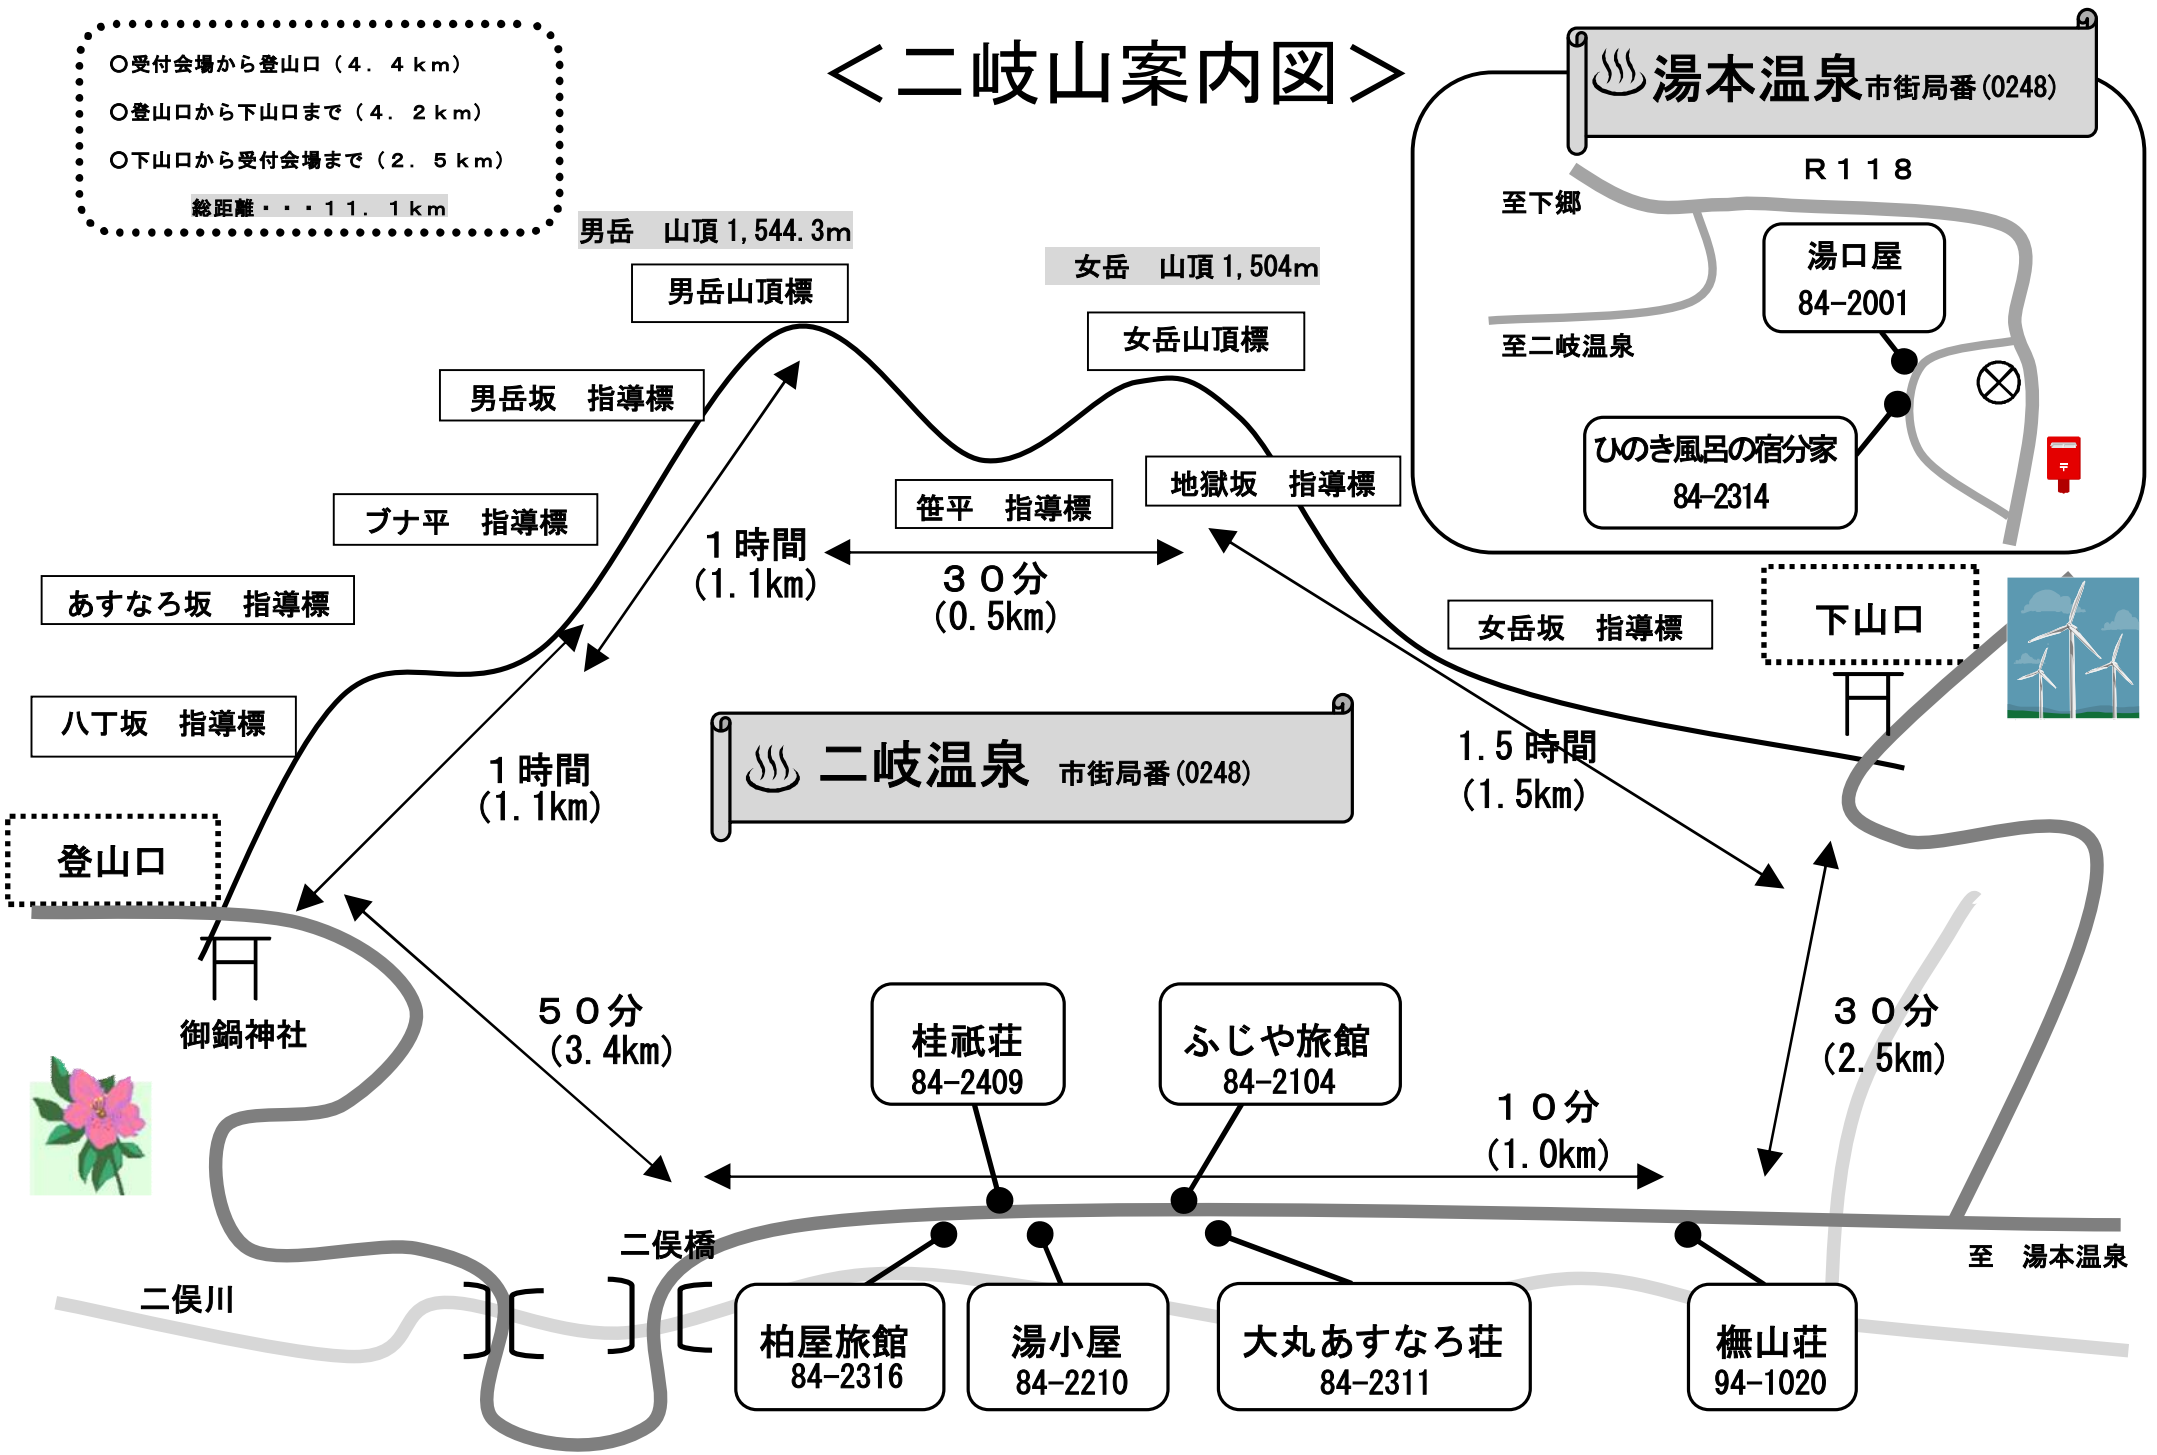 ＜二岐山案内図＞
○受付会場から登山口（４．４ｋｍ）
○登山口から下山口まで（４．２ｋｍ）
○下山口から受付会場まで（２．５ｋｍ）
総距離・・・１１．１ｋｍ
湯本温泉市街局番(0248)
Ｒ１１８
至下郷
湯口屋
84-2001
至二岐温泉
ひのき風呂の宿分家
84-2314
男岳　山頂1,544.3ｍ
男岳山頂標
女岳　山頂1,504ｍ
女岳山頂標
男岳坂　指導標
ブナ平　指導標
笹平　指導標
地獄坂　指導標
あすなろ坂　指導標
女岳坂　指導標
八丁坂　指導標
１時間
(1.1km)
３０分
(0.5km)
下山口
１時間
(1.1km)
二岐温泉　市街局番(0248)
1.5時間
(1.5km)
登山口
御鍋神社
５０分
(3.4km)
桂祇荘
84-2409
ふじや旅館
84-2104
１０分
(1.0km)
３０分
(2.5km)
二俣橋
二俣川
至　湯本温泉
柏屋旅館
84-2316
湯小屋
84-2210
大丸あすなろ荘
84-2311
橅山荘
94-1020